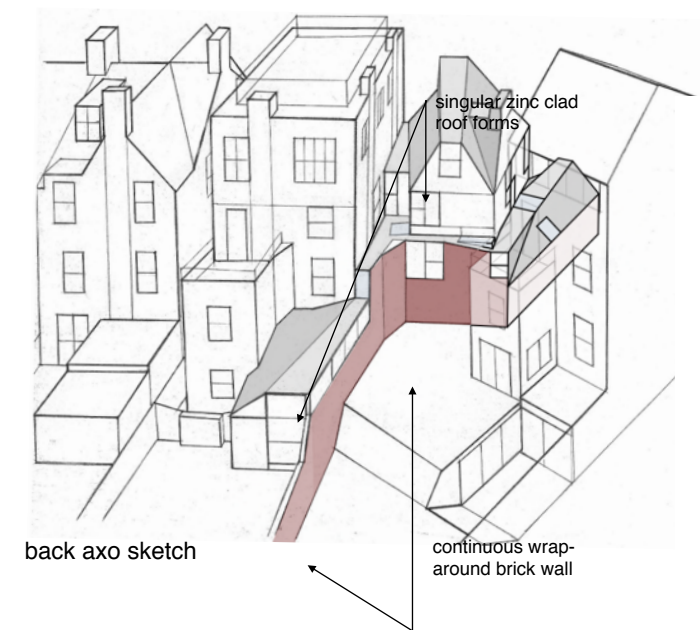 singular zinc clad
roof forms
back axo sketch
continuous wrap-
around brick wall